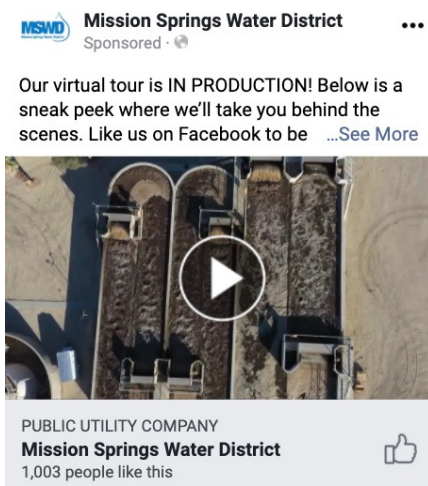 MSWD
Mission Springs Water District
Sponsored ·
Our virtual tour is IN PRODUCTION! Below is a
sneak peek where we’ll take you behind the
scenes. Like us on Facebook to be ...See More
PUBLIC UTILITY COMPANY
Mission Springs Water District
1,003 people like this